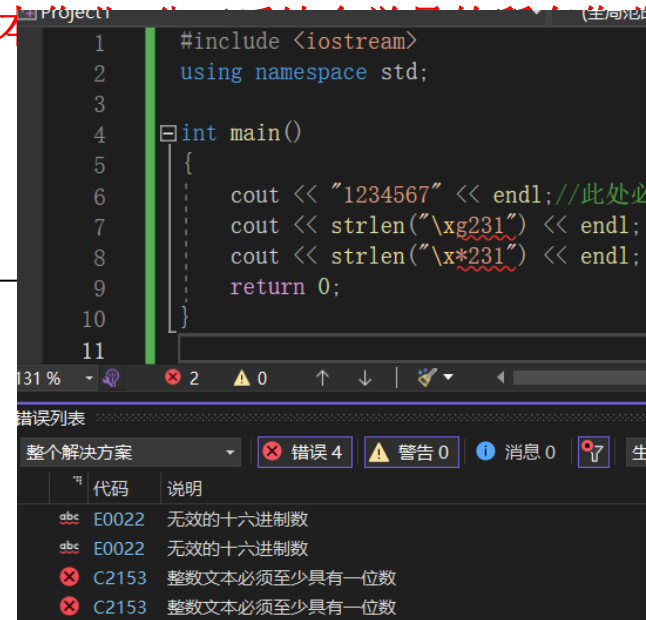 Project1
1 #include <iostream>
2 using namespace std;
3
4 int main()
5 {
6 cout << "1234567" << endl;//此处必
7 cout << strlen("\xg231") << endl;
8 cout << strlen("\x*231") << endl;
9 return 0;
10 }
11
131 % 2 0
错误列表
整个解决方案 错误 4 警告 0 消息 0 生
代码 说明
abc E0022 无效的十六进制数
abc E0022 无效的十六进制数
C2153 整数文本必须至少具有一位数
C2153 整数文本必须至少具有一位数